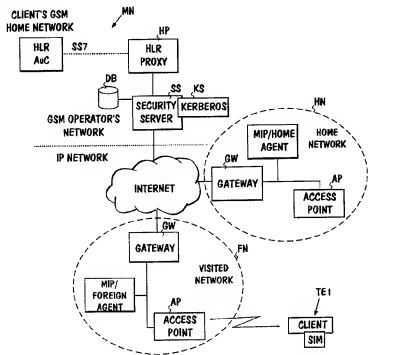 CLIENT'S GSM
HOME NETWORK
MN
HP
HLR
AuC
SS7
HLR
PROXY
DB
SS
KS
SECURITY
SERVER
KERBEROS
GSM OPERATOR'S
NETWORK
IP NETWORK
HN
MIP/HOME
AGENT
HOME
NETWORK
GW
GATEWAY
AP
ACCESS
POINT
INTERNET
GW
GATEWAY
FN
VISITED
NETWORK
MIP/
FOREIGN
AGENT
AP
ACCESS
POINT
TE1
CLIENT
SIM